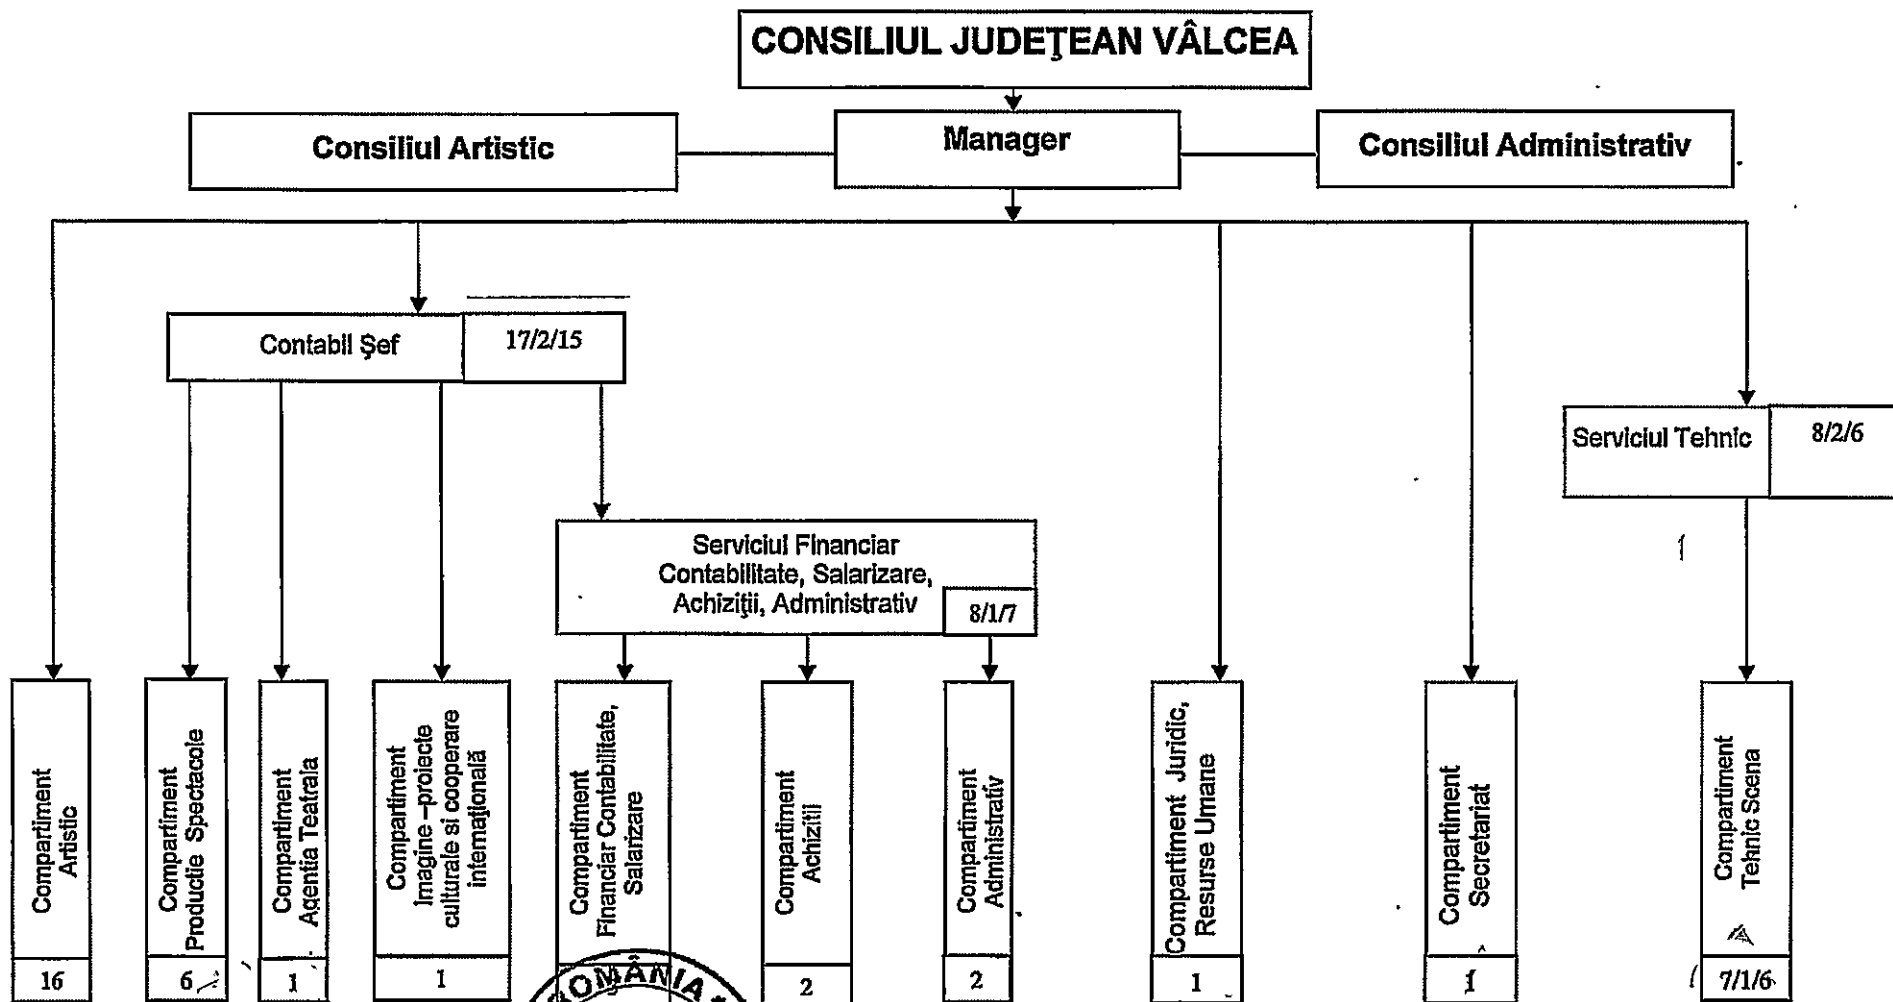 CONSILIUL JUDEŢEAN VÂLCEA
Consiliul Artistic
Manager
Consiliul Administrativ
Contabil Şef
17/2/15
Serviciul Tehnic
8/2/6
Serviciul Financiar
Contabilitate, Salarizare,
Achiziţii, Administrativ
8/1/7
Compartiment
Artistic
16
Compartiment
Productie Spectacole
6
Compartiment
Agentia Teatrala
1
Compartiment
Imagine –proiecte
culturale si cooperare
internaţională
1
Compartiment
Financiar Contabilitate,
Salarizare
Compartiment
Achizitii
2
Compartiment
Administrativ
2
Compartiment Juridic,
Resurse Umane
1
Compartiment
Secretariat
1
Compartiment
Tehnic Scena
7/1/6
ROMÂNIA *